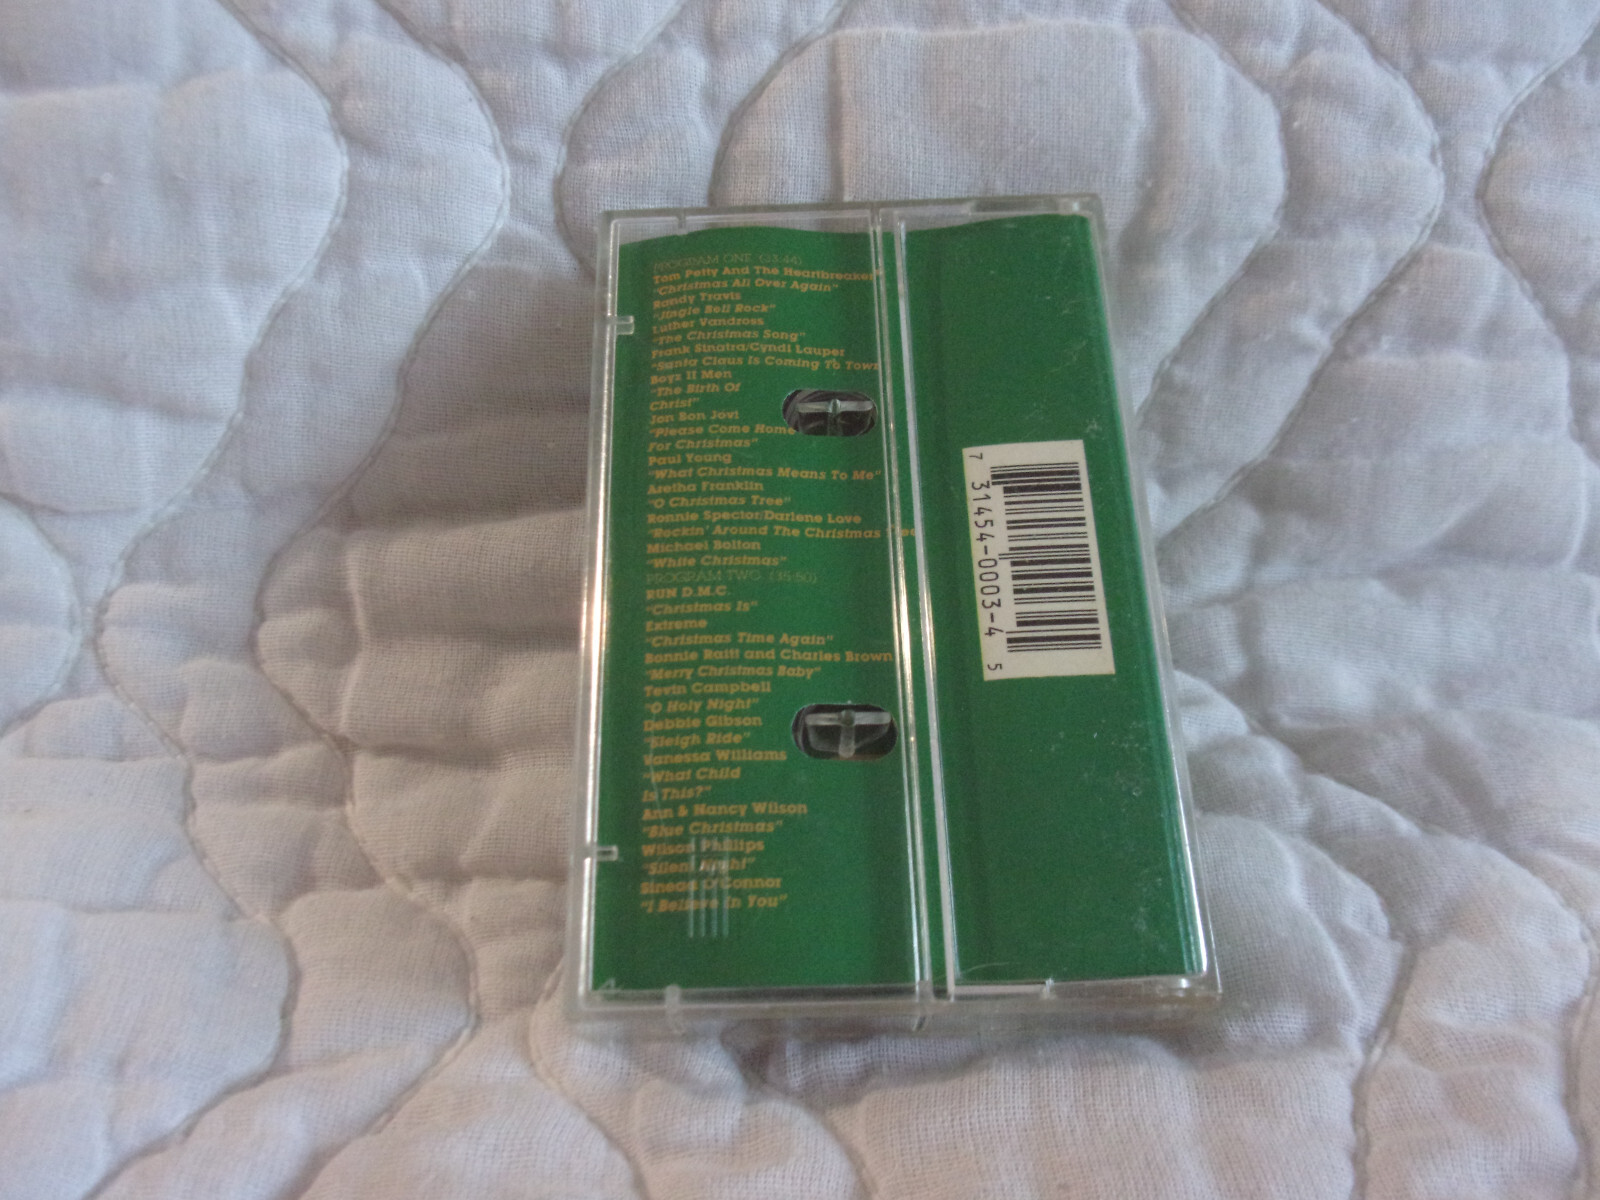 PROGRAM ONE (33:44)
Tom Petty And The Heartbreakers
"Christmas All Over Again"
Randy Travis
"Jingle Bell Rock"
Luther Vandross
"The Christmas Song"
Frank Sinatra/Cyndi Lauper
"Santa Claus Is Coming To Town
Boyz II Men
"The Birth Of
Christ"
Jon Bon Jovi
"Please Come Home
For Christmas"
Paul Young
"What Christmas Means To Me"
Aretha Franklin
"O Christmas Tree"
Ronnie Spector/Darlene Love
"Rockin' Around The Christmas Tree
Michael Bolton
"White Christmas"
PROGRAM TWO (35:50)
RUN D.M.C.
"Christmas Is"
Extreme
"Christmas Time Again"
Bonnie Raitt and Charles Brown
"Merry Christmas Baby"
Tevin Campbell
"O Holy Night"
Debbie Gibson
"Sleigh Ride"
Vanessa Williams
"What Child
Is This?"
Ann & Nancy Wilson
"Blue Christmas"
Wilson Phillips
"Silent Night"
Sinead O'Connor
"I Believe In You"
7 31454-0003-4 5